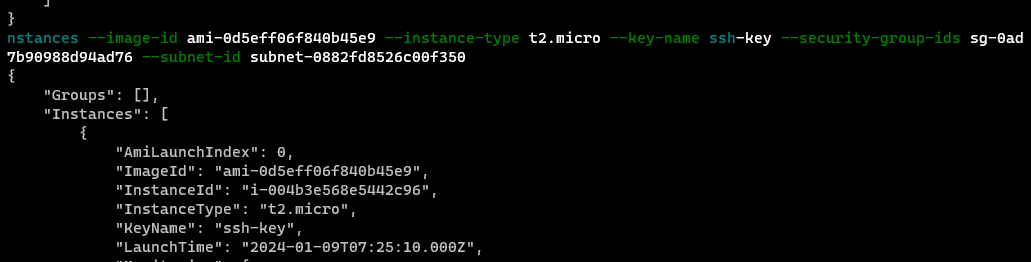 ]
}
nstances --image-id ami-0d5eff06f840b45e9 --instance-type t2.micro --key-name ssh-key --security-group-ids sg-0ad
7b90988d94ad76 --subnet-id subnet-0882fd8526c00f350
{
    "Groups": [],
    "Instances": [
        {
            "AmiLaunchIndex": 0,
            "ImageId": "ami-0d5eff06f840b45e9",
            "InstanceId": "i-004b3e568e5442c96",
            "InstanceType": "t2.micro",
            "KeyName": "ssh-key",
            "LaunchTime": "2024-01-09T07:25:10.000Z",